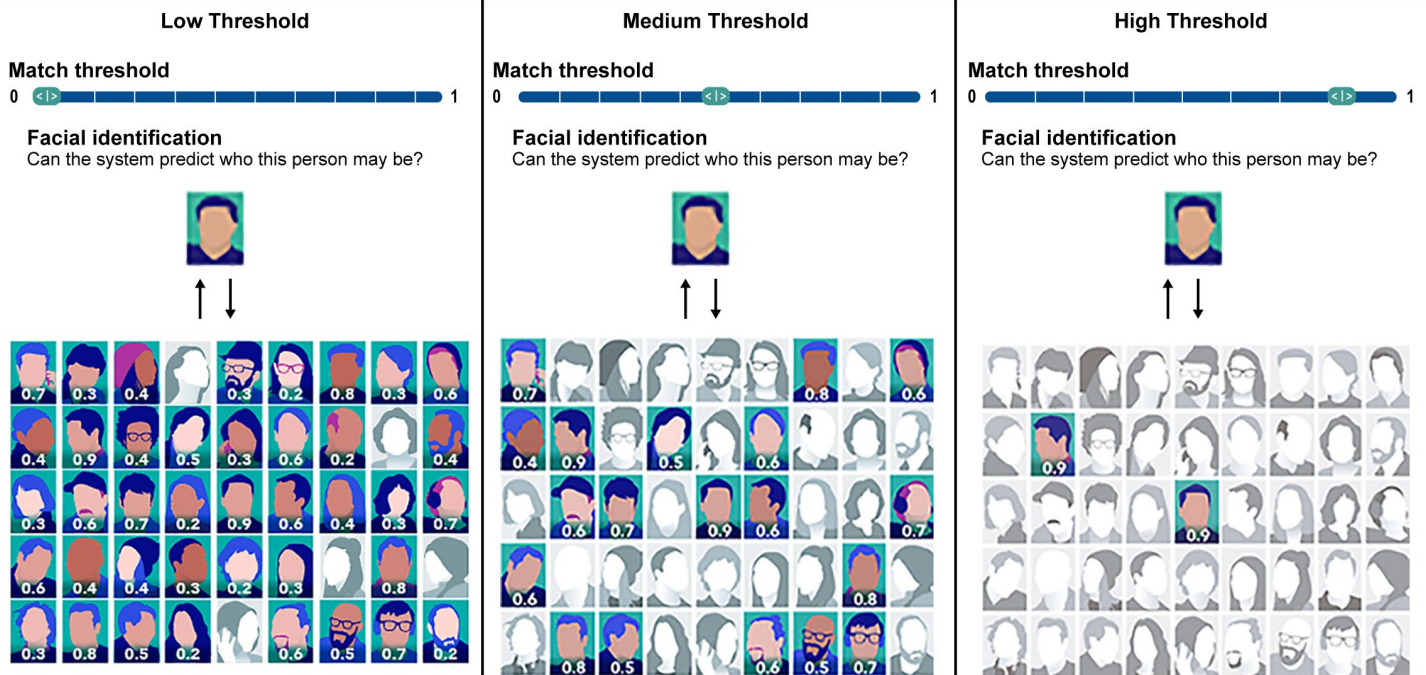 Low Threshold
Match threshold
0 < | > 1
Facial identification
Can the system predict who this person may be?
0.7 0.3 0.4 0.3 0.2 0.8 0.3 0.6
0.4 0.9 0.4 0.5 0.3 0.6 0.2 0.4
0.3 0.6 0.7 0.2 0.9 0.6 0.4 0.3 0.7
0.6 0.4 0.4 0.3 0.2 0.3 0.8
0.3 0.8 0.5 0.2 0.6 0.5 0.7 0.2
Medium Threshold
Match threshold
0 < | > 1
Facial identification
Can the system predict who this person may be?
0.7 0.8 0.6
0.4 0.9 0.5 0.6
0.6 0.7 0.9 0.6 0.7
0.6 0.8
0.8 0.5 0.6 0.5 0.7
High Threshold
Match threshold
0 < | > 1
Facial identification
Can the system predict who this person may be?
0.9
0.9